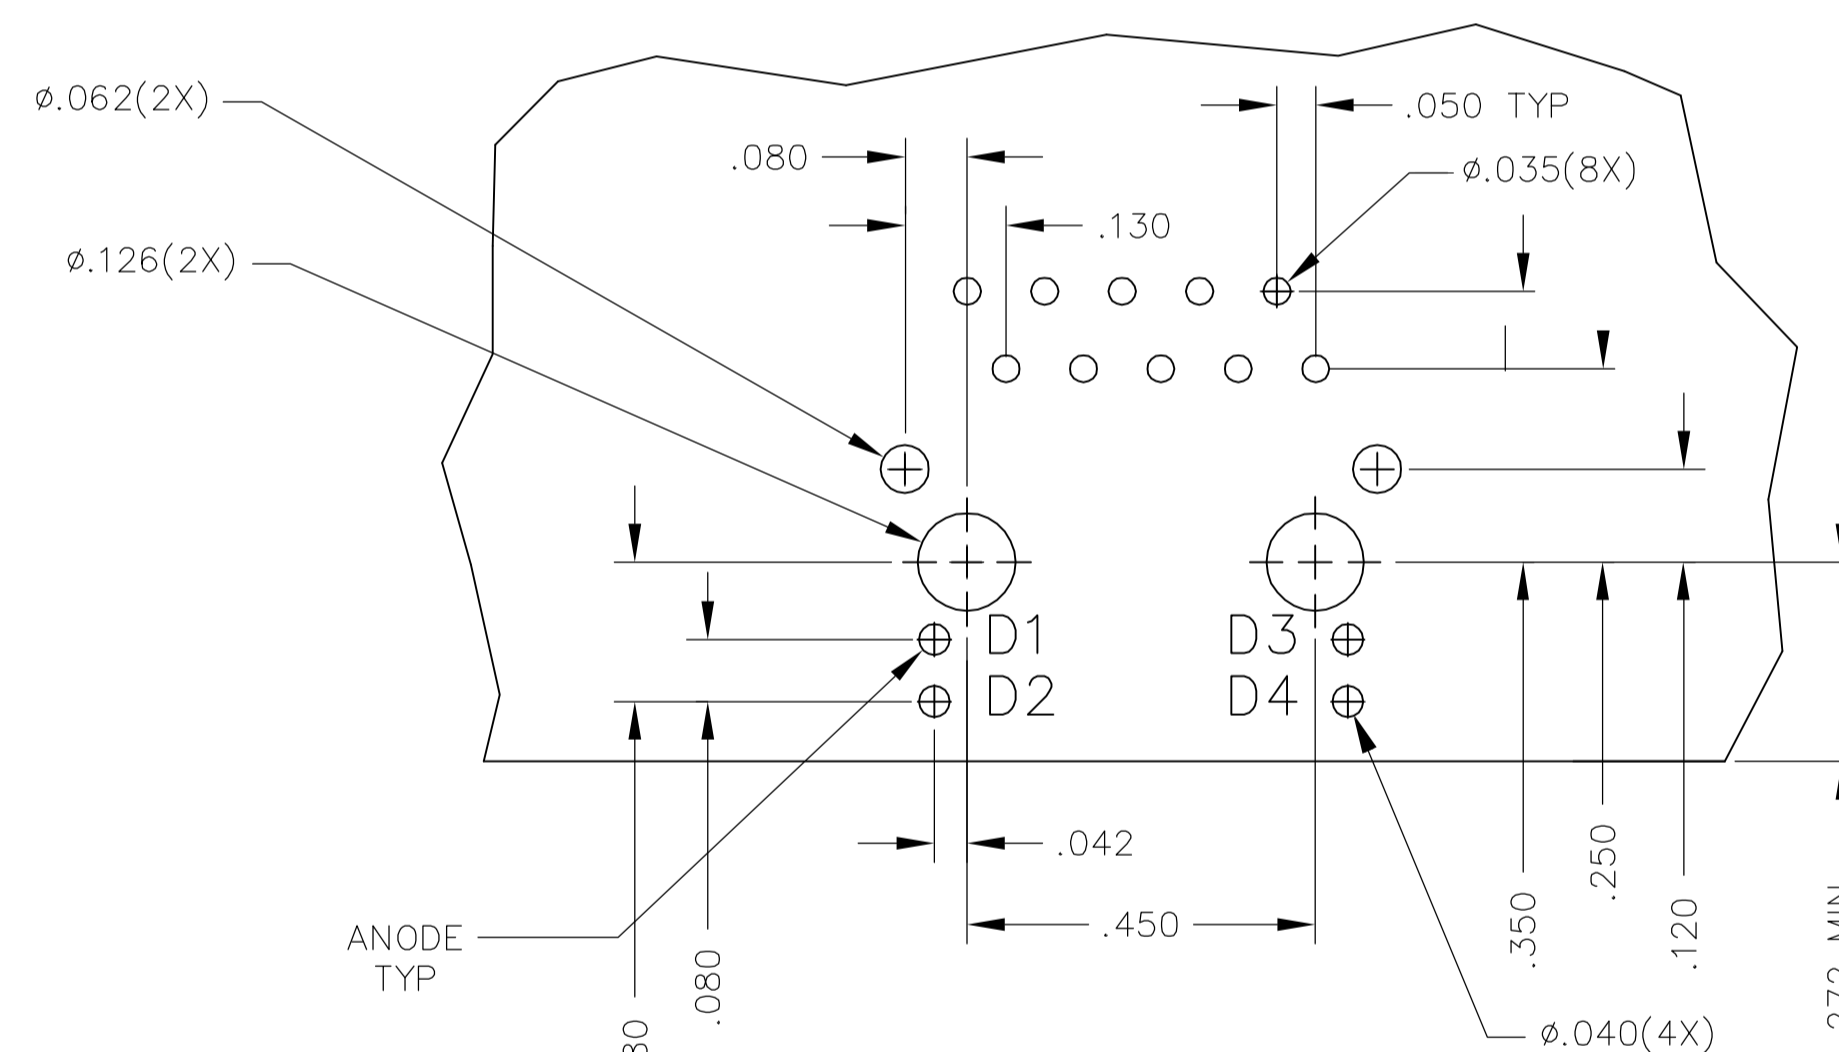 ⌀.062(2X)
.050 TYP
.080
⌀.035(8X)
.130
⌀.126(2X)
D1
D3
D2
D4
.042
.250
.350
.450
.120
ANODE
TYP
.080
⌀.040(4X)